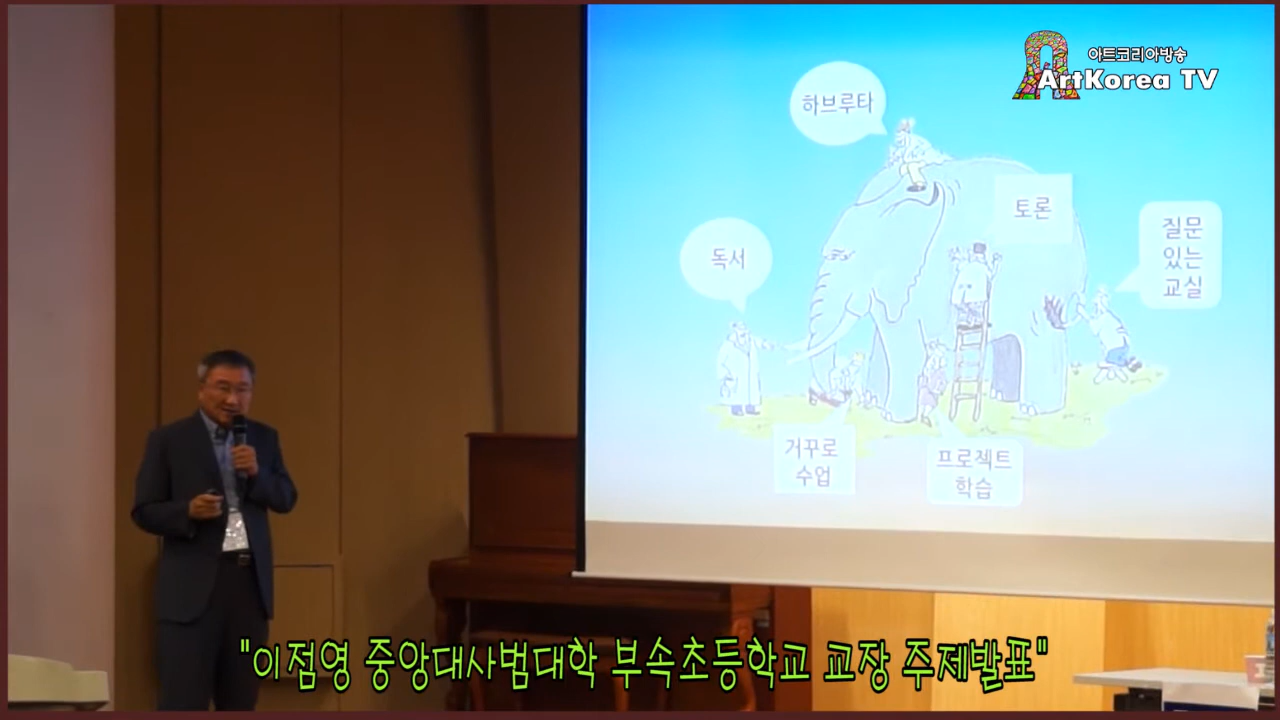 아트코리아방송
ArtKorea TV
하브루타
토론
질문
있는
교실
독서
거꾸로
수업
프로젝트
학습
"이점영 중앙대사범대학 부속초등학교 교장 주제발표"